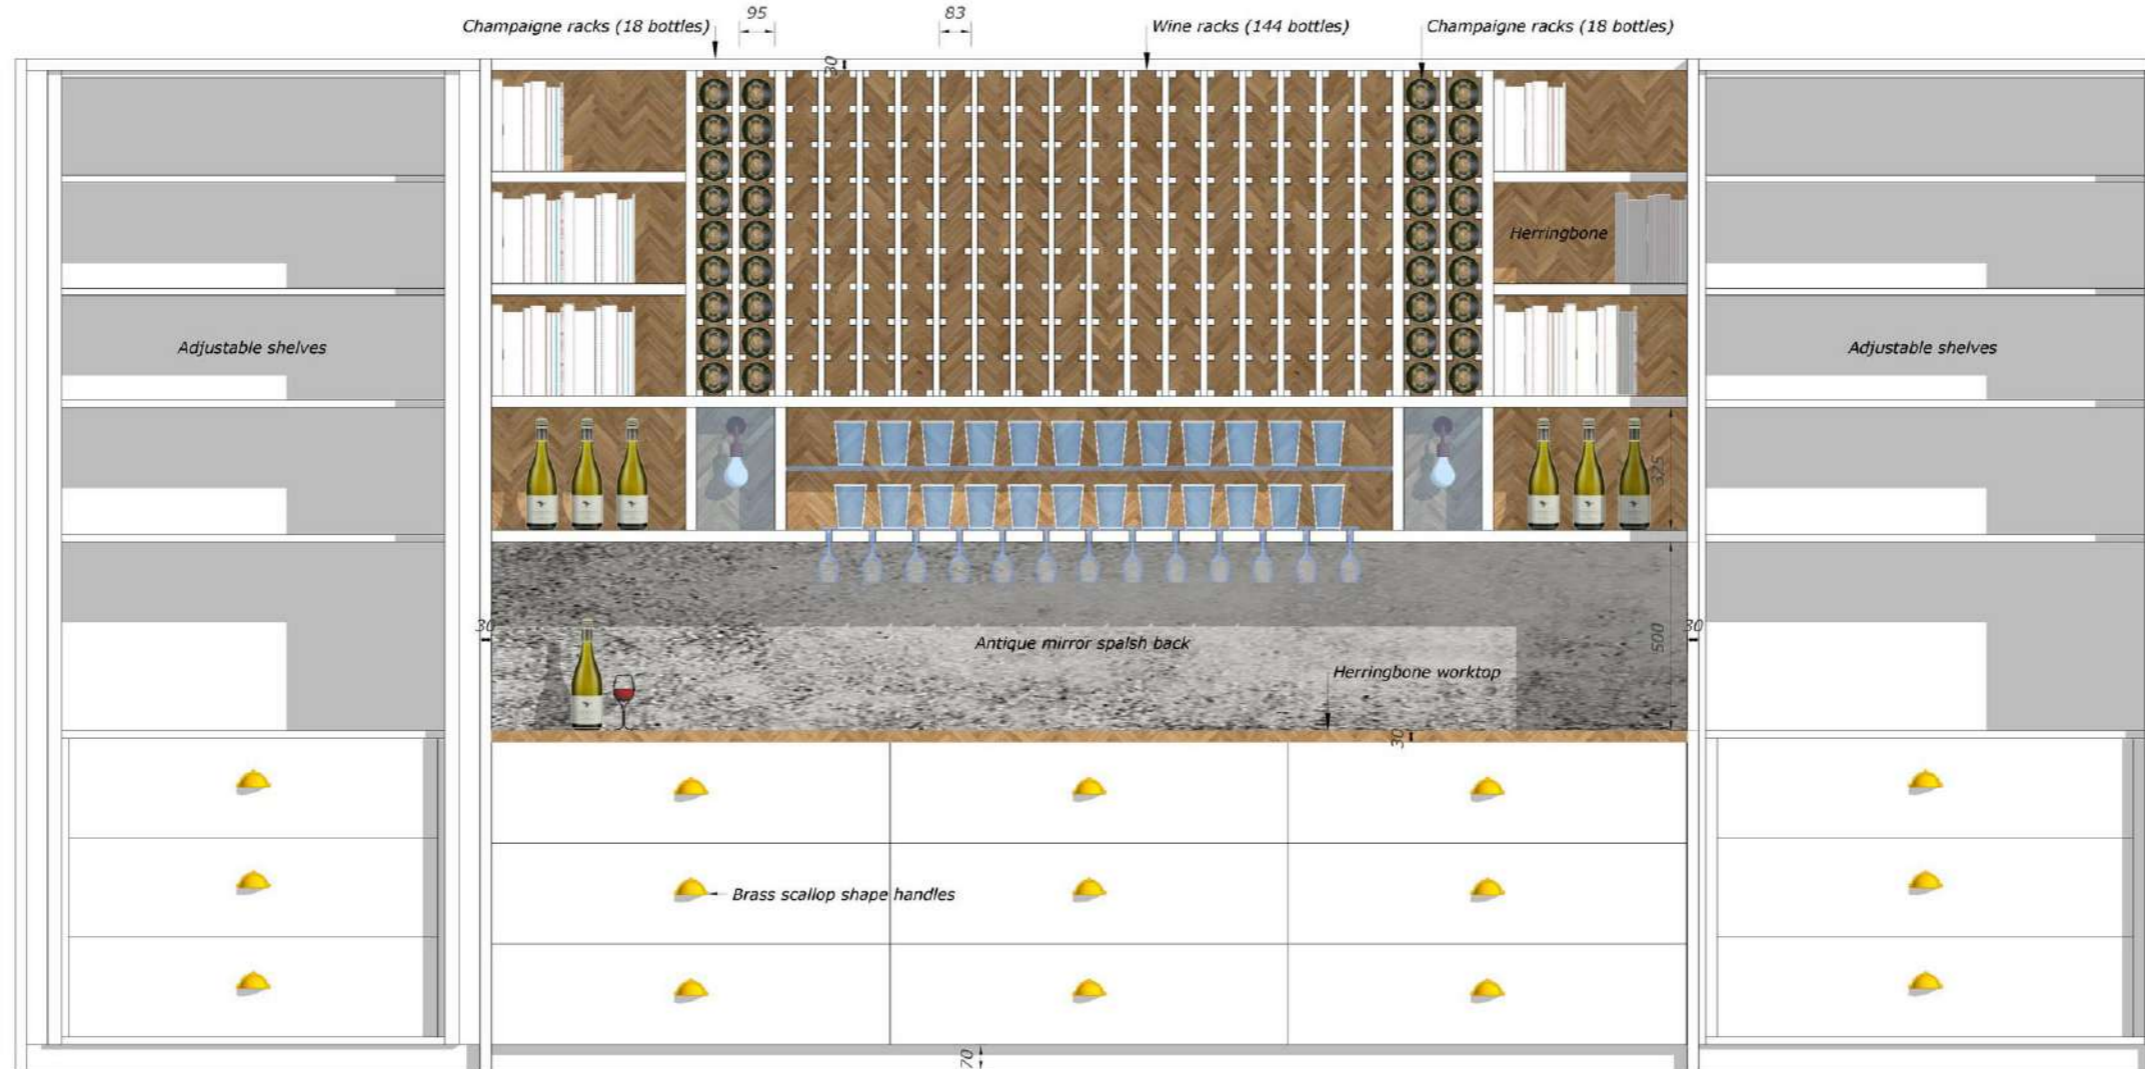 Champaigne racks (18 bottles)
95
83
Wine racks (144 bottles)
Champaigne racks (18 bottles)
30
Herringbone
Adjustable shelves
Adjustable shelves
325
30
Antique mirror spalsh back
500
30
Herringbone worktop
30
Brass scallop shape handles
70